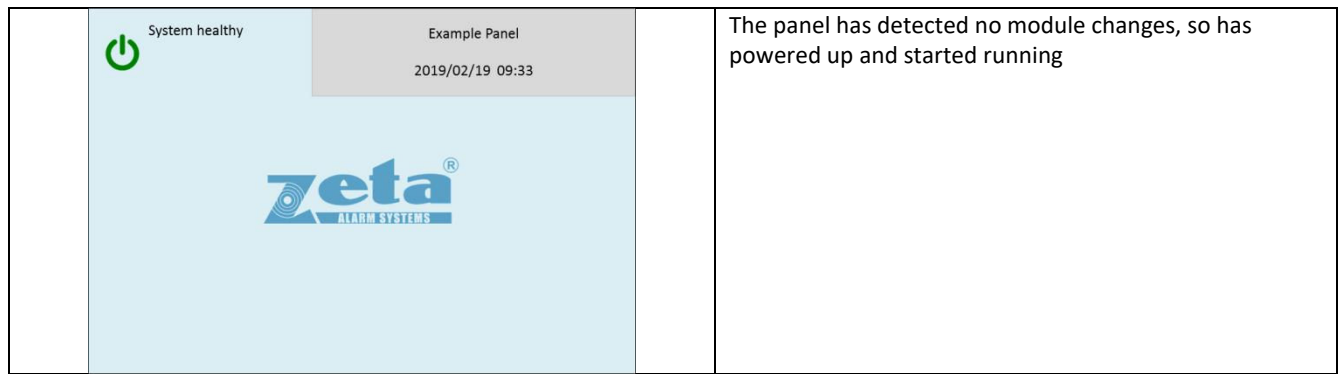 System healthy
Example Panel
2019/02/19 09:33
zeta®
ALARM SYSTEMS
The panel has detected no module changes, so has
powered up and started running